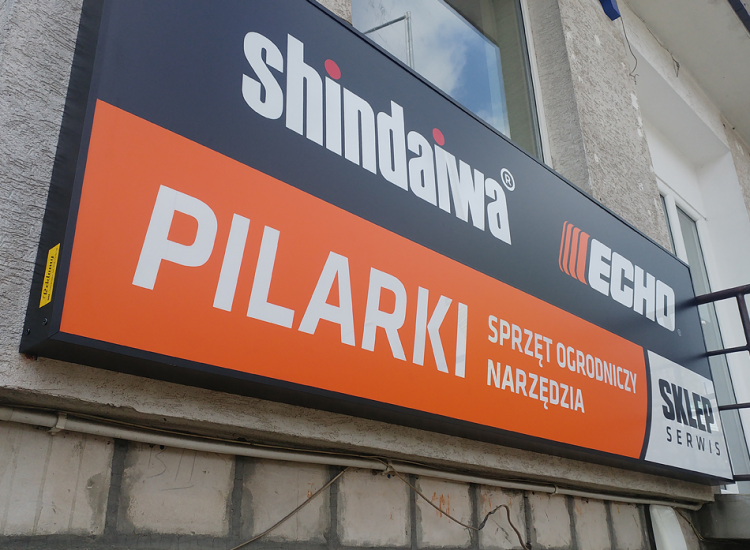 shindaiwa®
ECHO
PILARKI
SPRZĘT OGRODNICZY
NARZĘDZIA
SKLEP
SERWIS